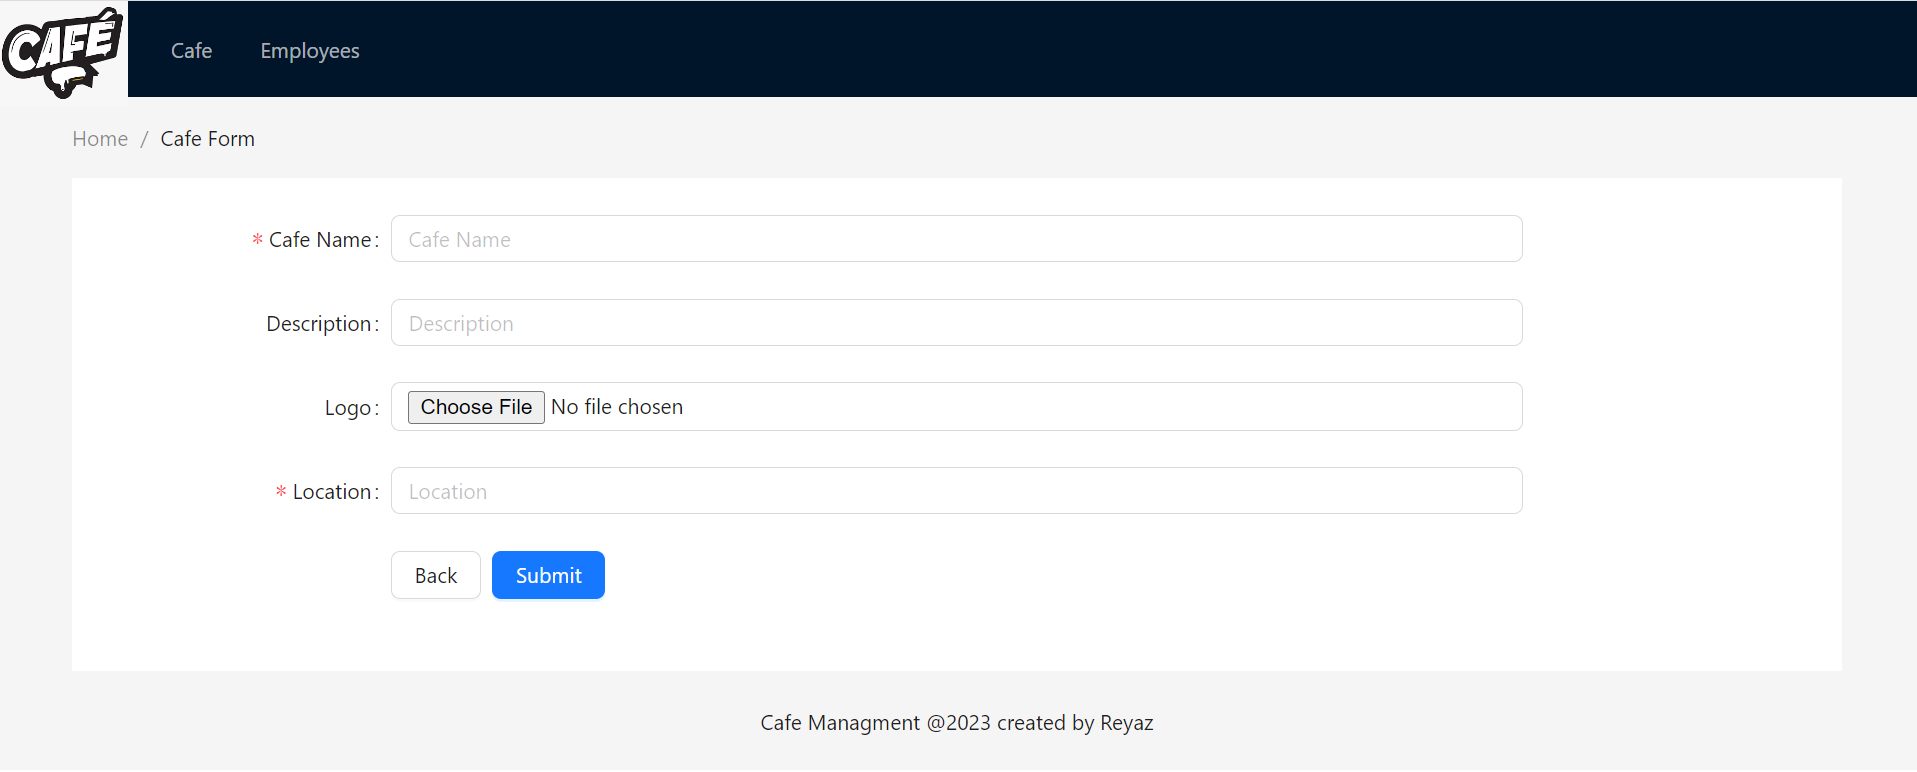 CAFÉ
Cafe Employees
Home / Cafe Form
* Cafe Name: Cafe Name
Description: Description
Logo: Choose File No file chosen
* Location: Location
Back Submit
Cafe Managment @2023 created by Reyaz